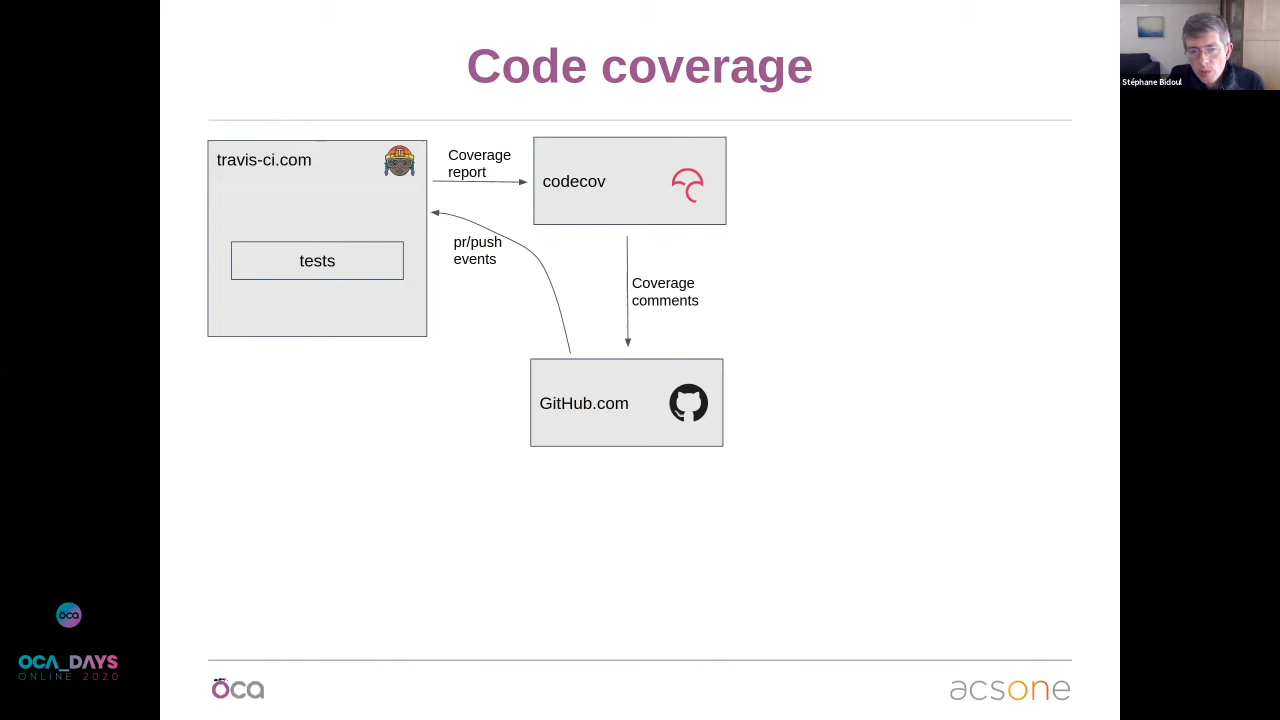 Code coverage
Stéphane Bidoul
travis-ci.com
Coverage
report
codecov
tests
pr/push
events
Coverage
comments
GitHub.com
oca
OCA_DAYS
ONLINE 2020
öca
acsone